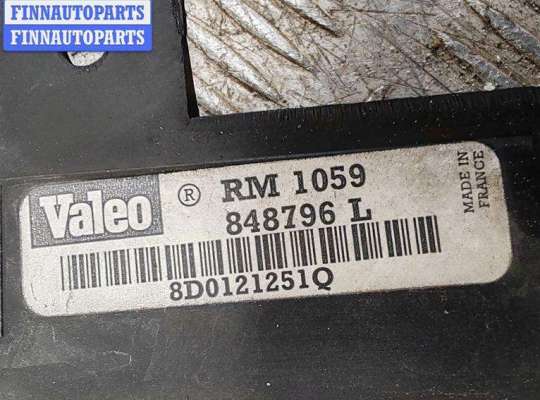 FINNAUTOPARTS
FINNAUTOPARTS
Valeo ® RM 1059
848796 L
8D0121251Q
MADE IN
FRANCE